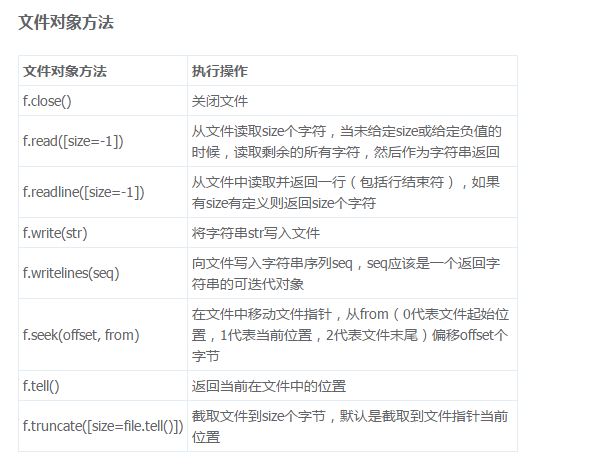 文件对象方法
文件对象方法 执行操作
f.close() 关闭文件
f.read([size=-1]) 从文件读取size个字符，当未给定size或给定负值的
时候，读取剩余的所有字符，然后作为字符串返回
f.readline([size=-1]) 从文件中读取并返回一行（包括行结束符），如果
有size有定义则返回size个字符
f.write(str) 将字符串str写入文件
f.writelines(seq) 向文件写入字符串序列seq，seq应该是一个返回字
符串的可迭代对象
f.seek(offset, from) 在文件中移动文件指针，从from（0代表文件起始位
置，1代表当前位置，2代表文件末尾）偏移offset个
字节
f.tell() 返回当前在文件中的位置
f.truncate([size=file.tell()]) 截取文件到size个字节，默认是截取到文件指针当前
位置